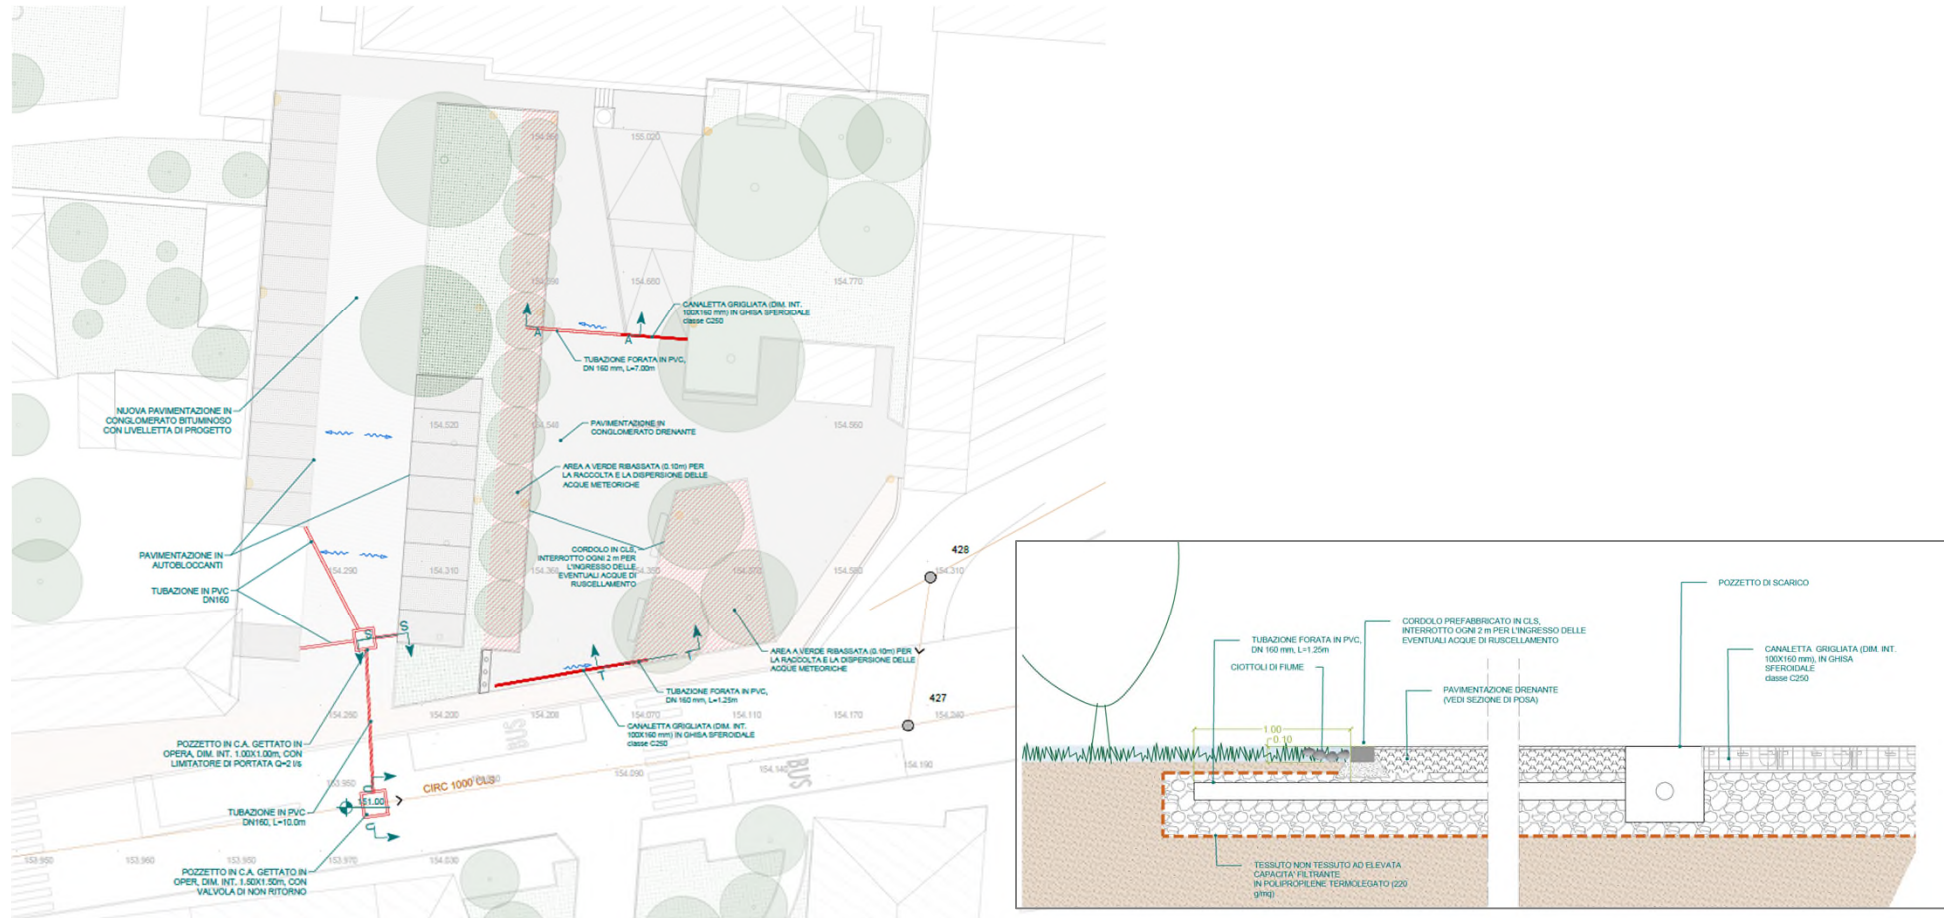 154.260
155.020
154.590
154.680
154.770
CANALETTA GRIGLIATA (DIM. INT.
100X160 mm) IN GHISA SFEROIDALE
classe C250
A
A
TUBAZIONE FORATA IN PVC,
DN 160 mm, L=7.00m
NUOVA PAVIMENTAZIONE IN
CONGLOMERATO BITUMINOSO
CON LIVELLETTA DI PROGETTO
154.520
154.548
154.560
PAVIMENTAZIONE IN
CONGLOMERATO DRENANTE
AREA A VERDE RIBASSATA (0.10m) PER
LA RACCOLTA E LA DISPERSIONE DELLE
ACQUE METEORICHE
PAVIMENTAZIONE IN
AUTOBLOCCANTI
CORDOLO IN CLS,
INTERROTTO OGNI 2 m PER
L'INGRESSO DELLE
EVENTUALI ACQUE DI
RUSCELLAMENTO
428
154.290
154.310
154.368
154.350
154.310
TUBAZIONE IN PVC
DN160
S
S
AREA A VERDE RIBASSATA (0.10m) PER
LA RACCOLTA E LA DISPERSIONE DELLE
ACQUE METEORICHE
T
T
TUBAZIONE FORATA IN PVC,
DN 160 mm, L=1.25m
427
154.250
154.200
154.208
154.070
154.110
154.170
154.240
CANALETTA GRIGLIATA (DIM. INT.
100X160 mm) IN GHISA SFEROIDALE
classe C250
BUS
POZZETTO IN C.A. GETTATO IN
OPERA, DIM. INT. 1.00X1.00m, CON
LIMITATORE DI PORTATA Q=2 l/s
BUS
154.090
154.140
154.190
CIRC 1000 CLS
U
151.00
U
TUBAZIONE IN PVC
DN160, L=10.0m
153.950
153.960
153.950
153.970
154.030
POZZETTO IN C.A. GETTATO IN
OPER, DIM. INT. 1.50X1.50m, CON
VALVOLA DI NON RITORNO
POZZETTO DI SCARICO
CORDOLO PREFABBRICATO IN CLS,
INTERROTTO OGNI 2 m PER L'INGRESSO DELLE
EVENTUALI ACQUE DI RUSCELLAMENTO
TUBAZIONE FORATA IN PVC,
DN 160 mm, L=1.25m
CIOTTOLI DI FIUME
CANALETTA GRIGLIATA (DIM. INT.
100X160 mm), IN GHISA
SFEROIDALE
classe C250
PAVIMENTAZIONE DRENANTE
(VEDI SEZIONE DI POSA)
1.00
0.10
TESSUTO NON TESSUTO AD ELEVATA
CAPACITA' FILTRANTE
IN POLIPROPILENE TERMOLEGATO (220
g/mq)